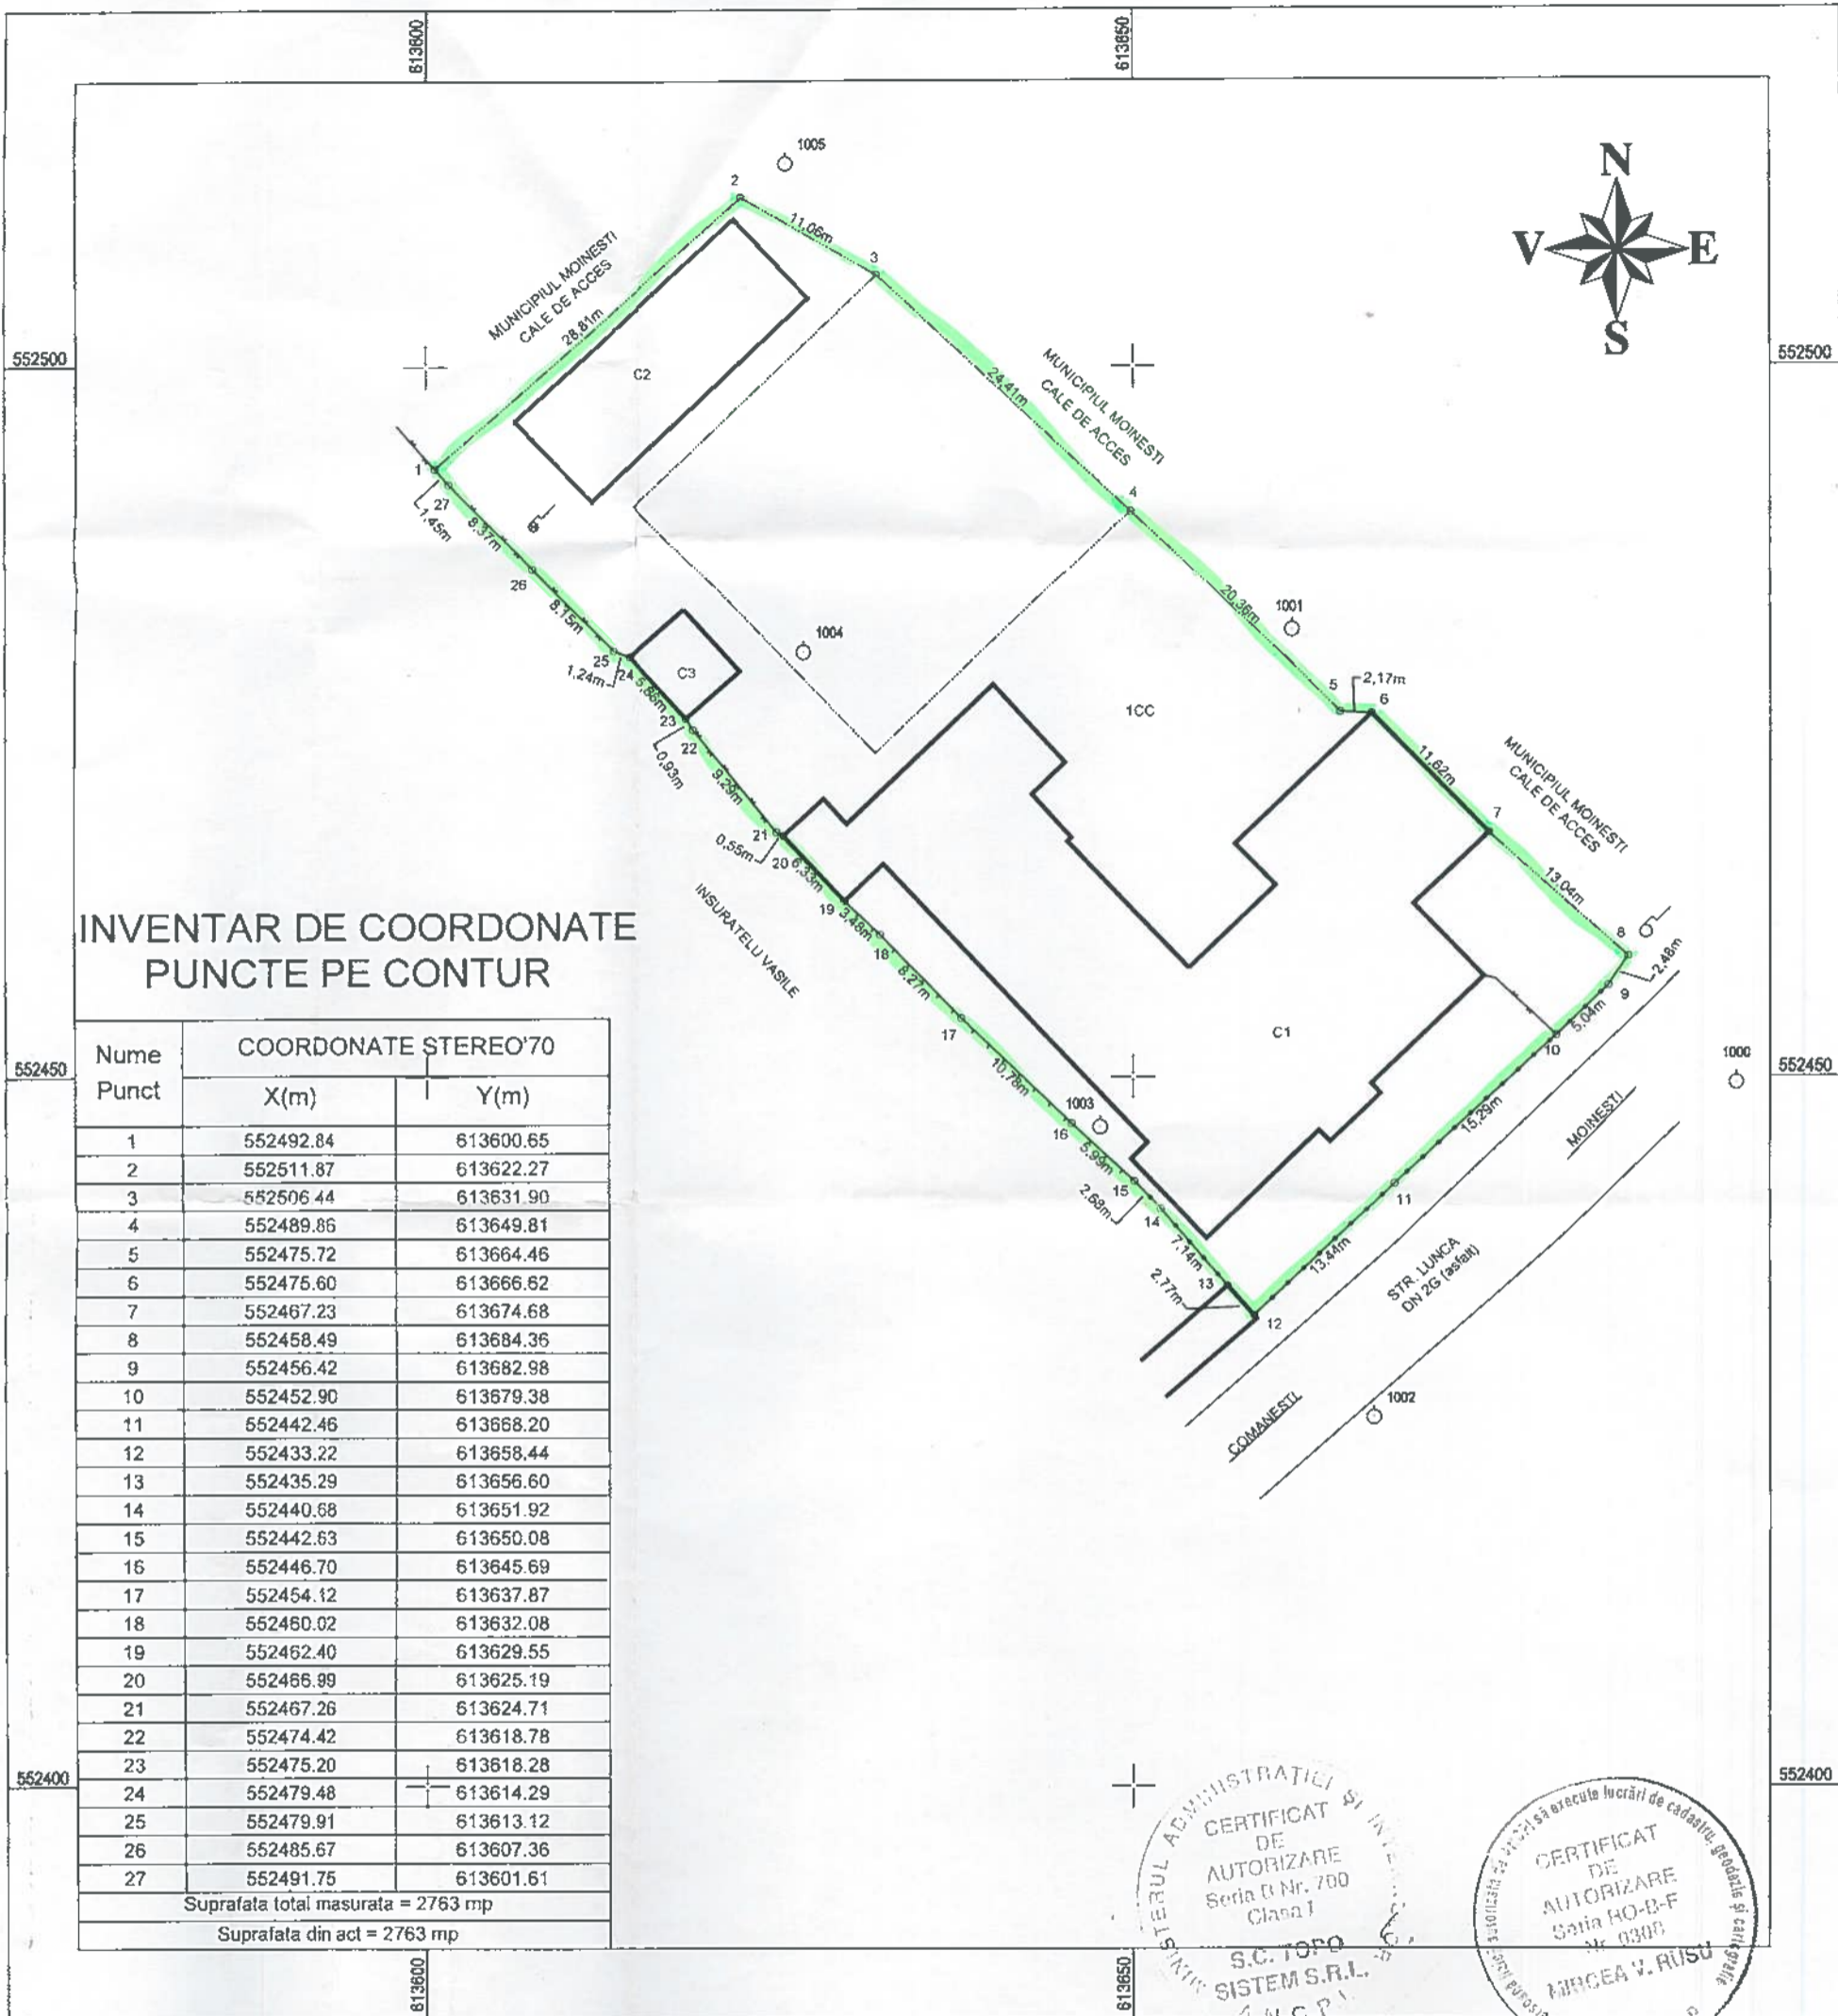 613600
613650
N
V
E
S
552500
552500
1005
2
11,06m
3
MUNICIPIUL MOINESTI
CALE DE ACCES
28,81m
C2
24,41m
MUNICIPIUL MOINESTI
CALE DE ACCES
4
1
27
1,45m
8,37m
26
8,15m
25
24
1,24m
5,86m
C3
23
22
0,93m
9,29m
1004
20,36m
1001
5
2,17m
6
1CC
11,62m
MUNICIPIUL MOINESTI
CALE DE ACCES
7
13,04m
8
2,48m
9
5,04m
10
21
0,55m
20
6,33m
19
3,48m
18
INSURATELU VASILE
8,27m
17
10,78m
C1
1003
16
5,99m
15
2,68m
14
7,14m
13
2,77m
12
13,44m
11
15,29m
1000
MOINESTI
STR. LUNCA
DN 2G (asfalt)
COMANESTI
1002
552450
552450
INVENTAR DE COORDONATE
PUNCTE PE CONTUR
Nume Punct COORDONATE STEREO'70
X(m) Y(m)
1 552492.84 613600.65
2 552511.87 613622.27
3 552506.44 613631.90
4 552489.86 613649.81
5 552475.72 613664.46
6 552475.60 613666.62
7 552467.23 613674.68
8 552458.49 613684.36
9 552456.42 613682.98
10 552452.90 613679.38
11 552442.46 613668.20
12 552433.22 613658.44
13 552435.29 613656.60
14 552440.68 613651.92
15 552442.63 613650.08
16 552446.70 613645.69
17 552454.12 613637.87
18 552460.02 613632.08
19 552462.40 613629.55
20 552466.99 613625.19
21 552467.26 613624.71
22 552474.42 613618.78
23 552475.20 613618.28
24 552479.48 613614.29
25 552479.91 613613.12
26 552485.67 613607.36
27 552491.75 613601.61
Suprafata total masurata = 2763 mp
Suprafata din act = 2763 mp
552400
552400
613600
613650
MINISTERUL ADMINISTRAȚIEI ȘI
CERTIFICAT
DE
AUTORIZARE
Seria B Nr. 700
Clasa I
S.C. TOPO
SISTEM S.R.L.
să execute lucrări de cadastru, geodezie și cartografie
CERTIFICAT
DE
AUTORIZARE
Seria RO-B-F
MIRCEA V. RUSU